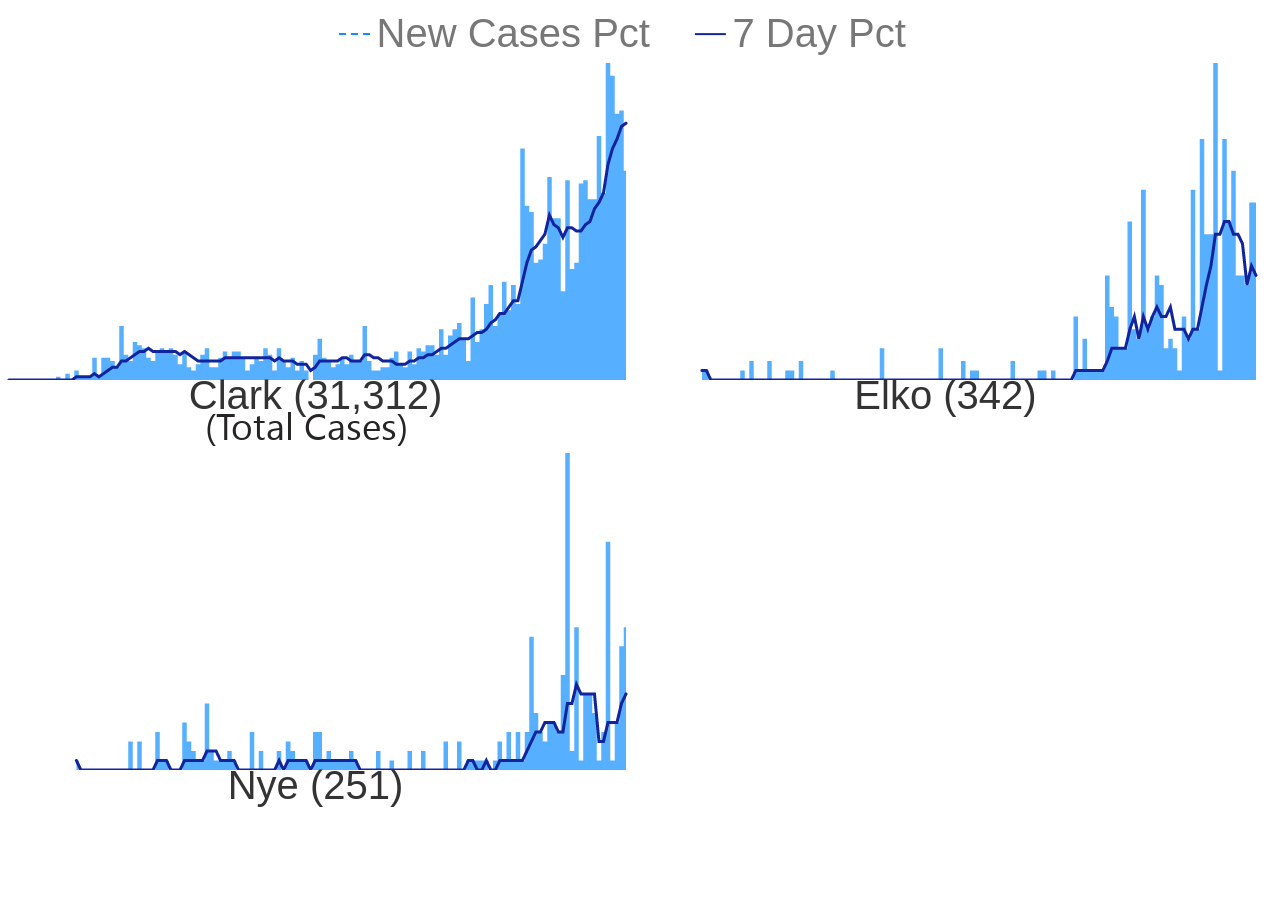 New Cases Pct 7 Day Pct
Clark (31,312) Elko (342)
(Total Cases)
Nye (251)